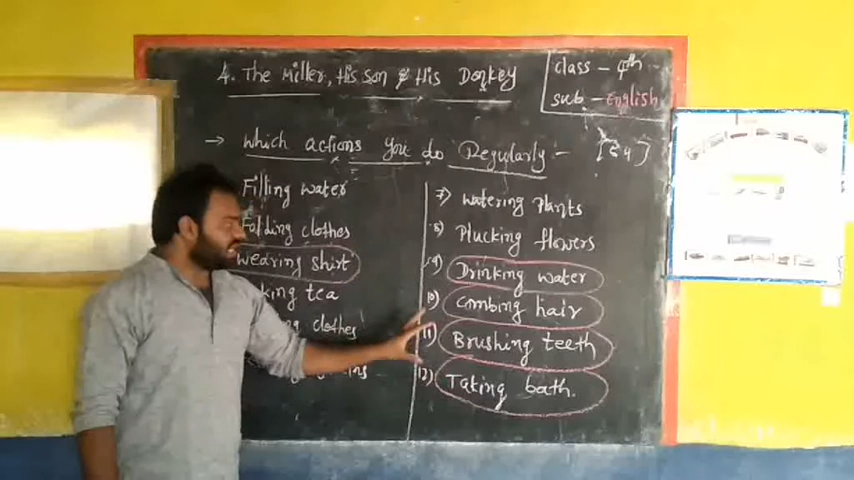 4. The Miller, His son & His Donkey
class - 4th
sub - English
→ which actions you do Regularly -
Filling water
Folding clothes
wearing shirt
king tea
clothes
7) watering Plants
8) Plucking flowers
9) Drinking water
10) Combing hair
11) Brushing teeth
12) Taking bath.